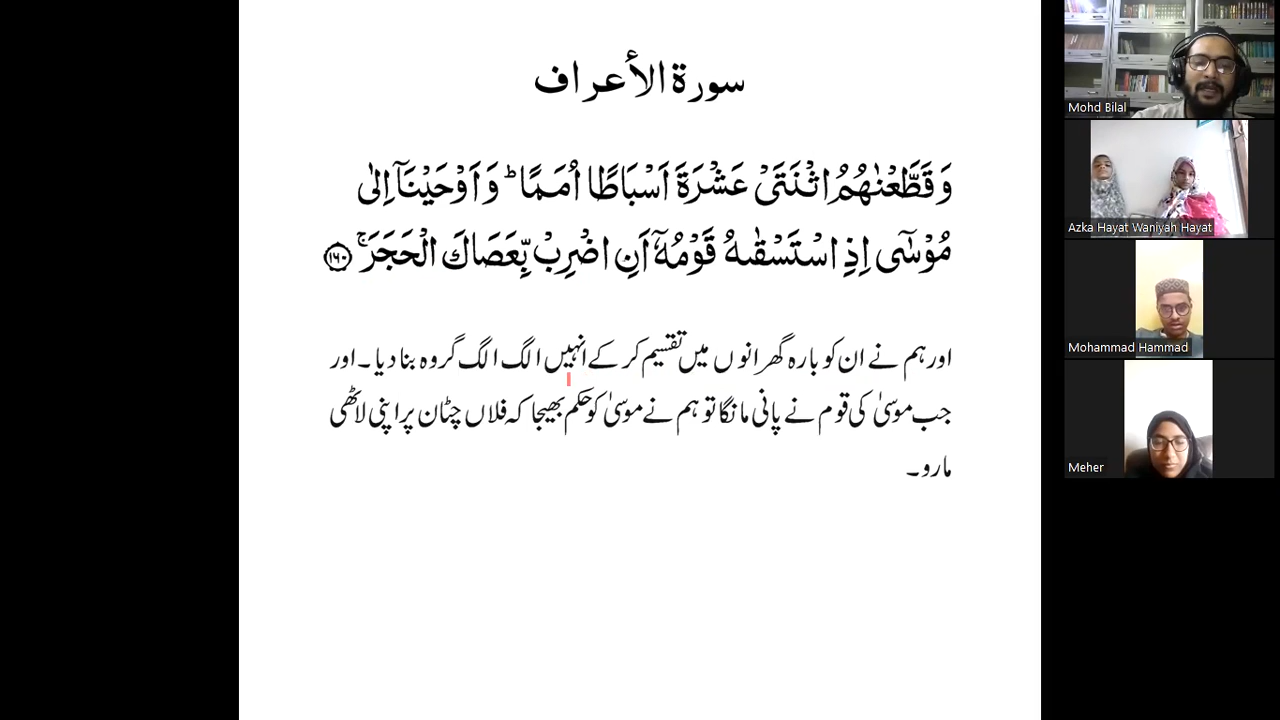 سورة الأعراف
وَ قَطَّعْنٰهُمُ اثْنَتَیْ عَشْرَةَ اَسْبَاطًا اُمَمًا ؕ وَ اَوْحَیْنَاۤ اِلٰی
مُوْسٰۤی اِذِ اسْتَسْقٰىهُ قَوْمُهٗۤ اَنِ اضْرِبْ بِّعَصَاكَ الْحَجَرَ ۚ ﴿۱۶۰﴾
اور ہم نے ان کو بارہ گھرانوں میں تقسیم کر کے انہیں الگ الگ گروہ بنا دیا ۔ اور
جب موسیٰ کی قوم نے پانی مانگا تو ہم نے موسیٰ کو حکم بھیجا کہ فلاں چٹان پر اپنی لاٹھی
مارو ۔
Mohd Bilal
Azka Hayat Waniyah Hayat
Mohammad Hammad
Meher